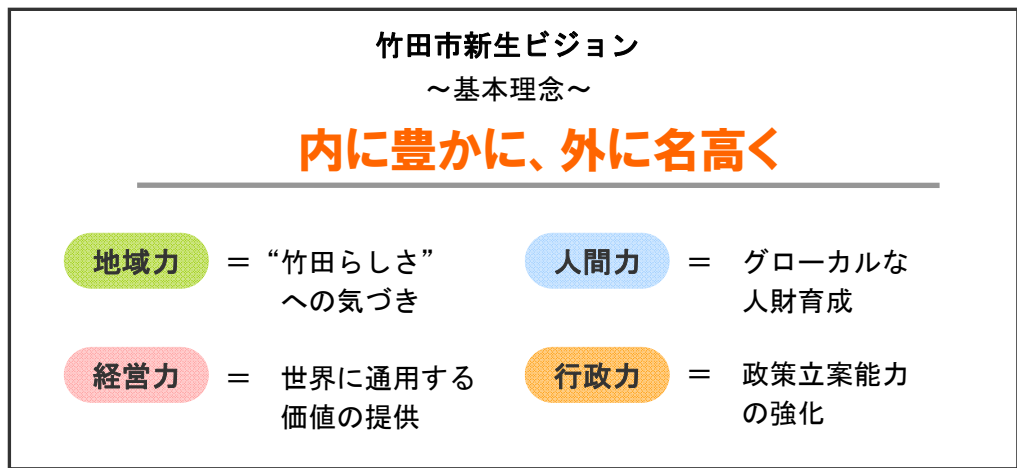 竹田市新生ビジョン
～基本理念～
内に豊かに、外に名高く
地域力 ＝ “竹田らしさ”
への気づき
人間力 ＝ グローカルな
人財育成
経営力 ＝ 世界に通用する
価値の提供
行政力 ＝ 政策立案能力
の強化